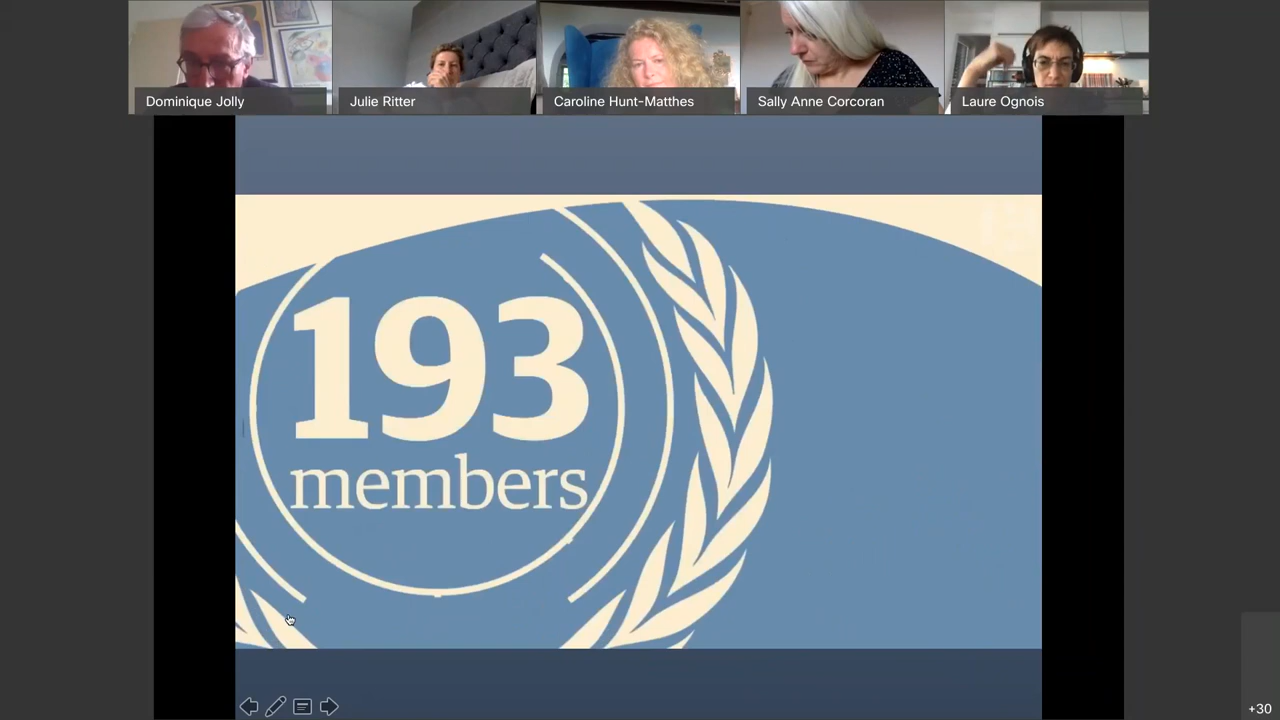 Dominique Jolly
Julie Ritter
Caroline Hunt-Matthes
Sally Anne Corcoran
Laure Ognois
193
members
+30